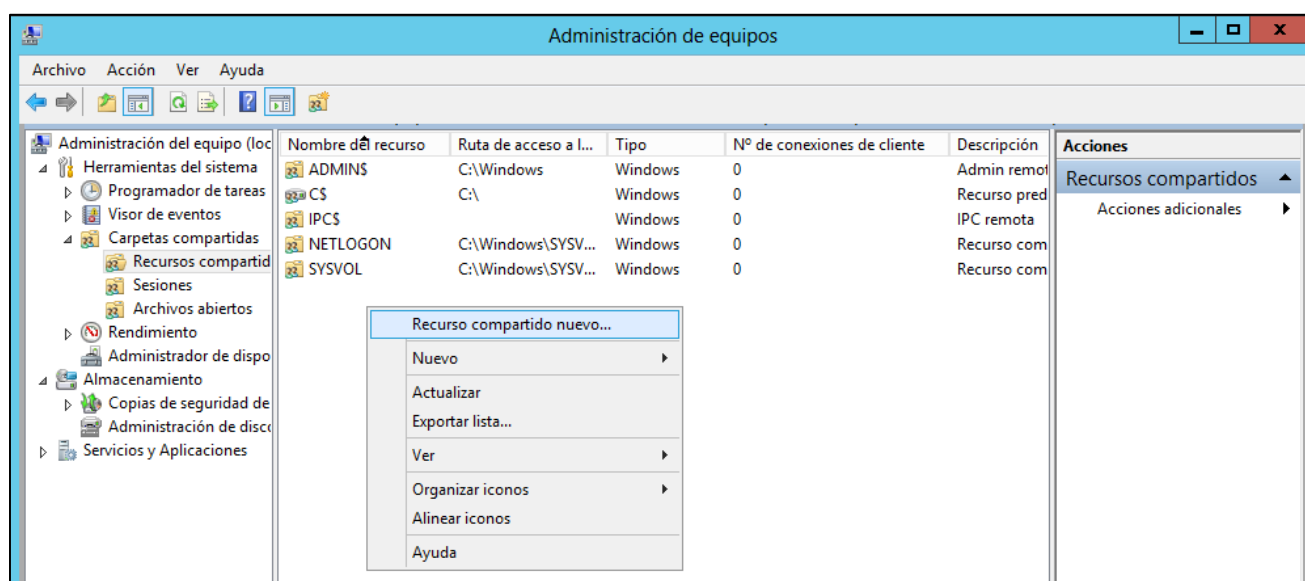 Administración de equipos
Archivo Acción Ver Ayuda
Administración del equipo (loc
Herramientas del sistema
Programador de tareas
Visor de eventos
Carpetas compartidas
Recursos compartid
Sesiones
Archivos abiertos
Rendimiento
Administrador de dispo
Almacenamiento
Copias de seguridad de
Administración de disco
Servicios y Aplicaciones
Nombre del recurso Ruta de acceso a l... Tipo Nº de conexiones de cliente Descripción
ADMIN$ C:\Windows Windows 0 Admin remot
C$ C:\ Windows 0 Recurso pred
IPC$ Windows 0 IPC remota
NETLOGON C:\Windows\SYSV... Windows 0 Recurso com
SYSVOL C:\Windows\SYSV... Windows 0 Recurso com
Recurso compartido nuevo...
Nuevo
Actualizar
Exportar lista...
Ver
Organizar iconos
Alinear iconos
Ayuda
Acciones
Recursos compartidos
Acciones adicionales